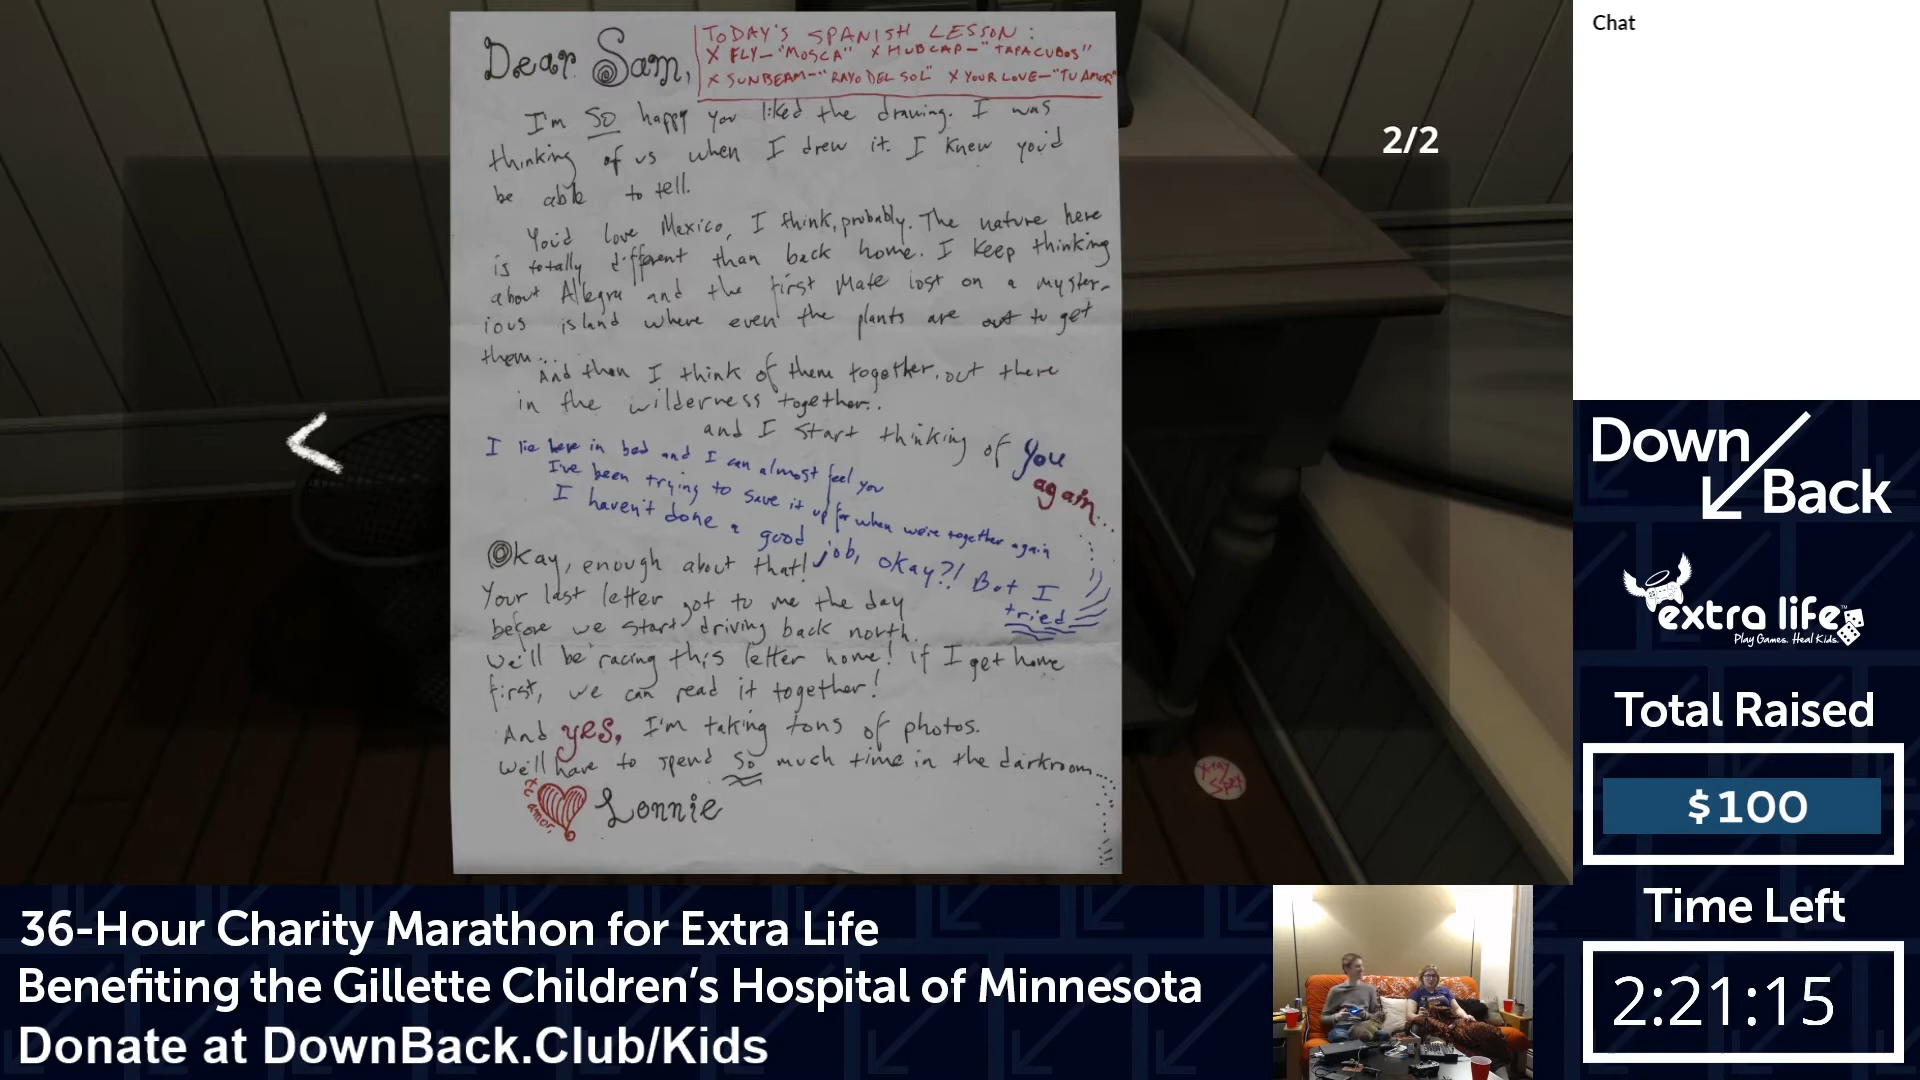 Dear Sam,
TODAY'S SPANISH LESSON:
X FLY-"MOSCA" X HUBCAP-"TAPACUBOS"
X SUNBEAM-"RAYO DEL SOL" X YOUR LOVE-"TU AMOR"
I'm SO happy you liked the drawing. I was
thinking of us when I drew it. I knew you'd
be able to tell.
You'd love Mexico, I think, probably. The nature here
is totally different than back home. I keep thinking
about Allegra and the First Mate lost on a myster-
ious island where even the plants are out to get
them...
And then I think of them together, out there
in the wilderness together..
and I start thinking of you
again...
I lie here in bed and I can almost feel you
I've been trying to save it up for when we're together again
I haven't done a good job, okay?! But I
tried
Okay, enough about that!
Your last letter got to me the day
before we start driving back north.
We'll be racing this letter home! if I get home
first, we can read it together!
And yes, I'm taking tons of photos.
We'll have to spend So much time in the darkroom...
amor,
Lonnie
2/2
Chat
Down
Back
extra life
Play Games. Heal Kids.
Total Raised
$100
Time Left
2:21:15
36-Hour Charity Marathon for Extra Life
Benefiting the Gillette Children's Hospital of Minnesota
Donate at DownBack.Club/Kids